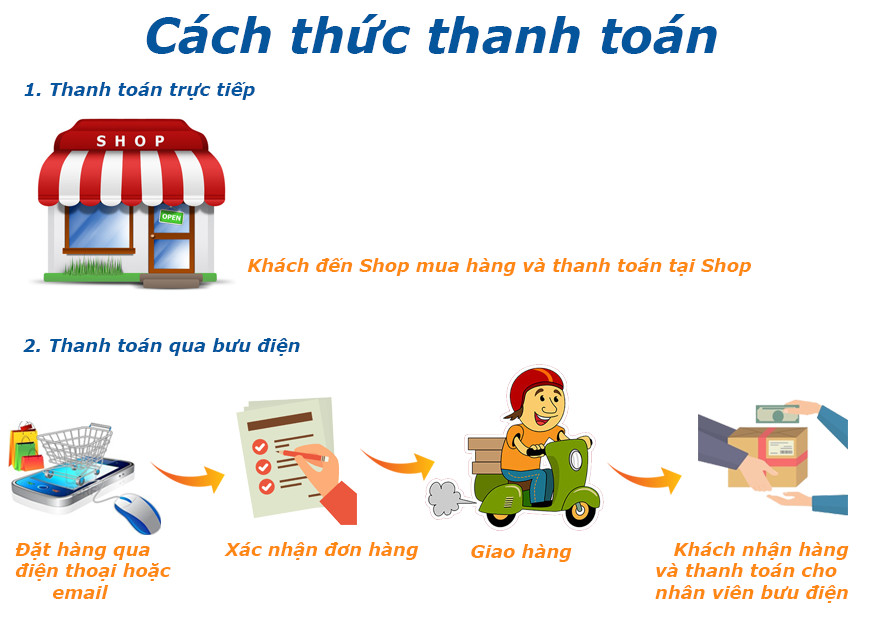 Cách thức thanh toán
1. Thanh toán trực tiếp
SHOP
OPEN
Khách đến Shop mua hàng và thanh toán tại Shop
2. Thanh toán qua bưu điện
Đặt hàng qua
điện thoại hoặc
email
Xác nhận đơn hàng
Giao hàng
Khách nhận hàng
và thanh toán cho
nhân viên bưu điện